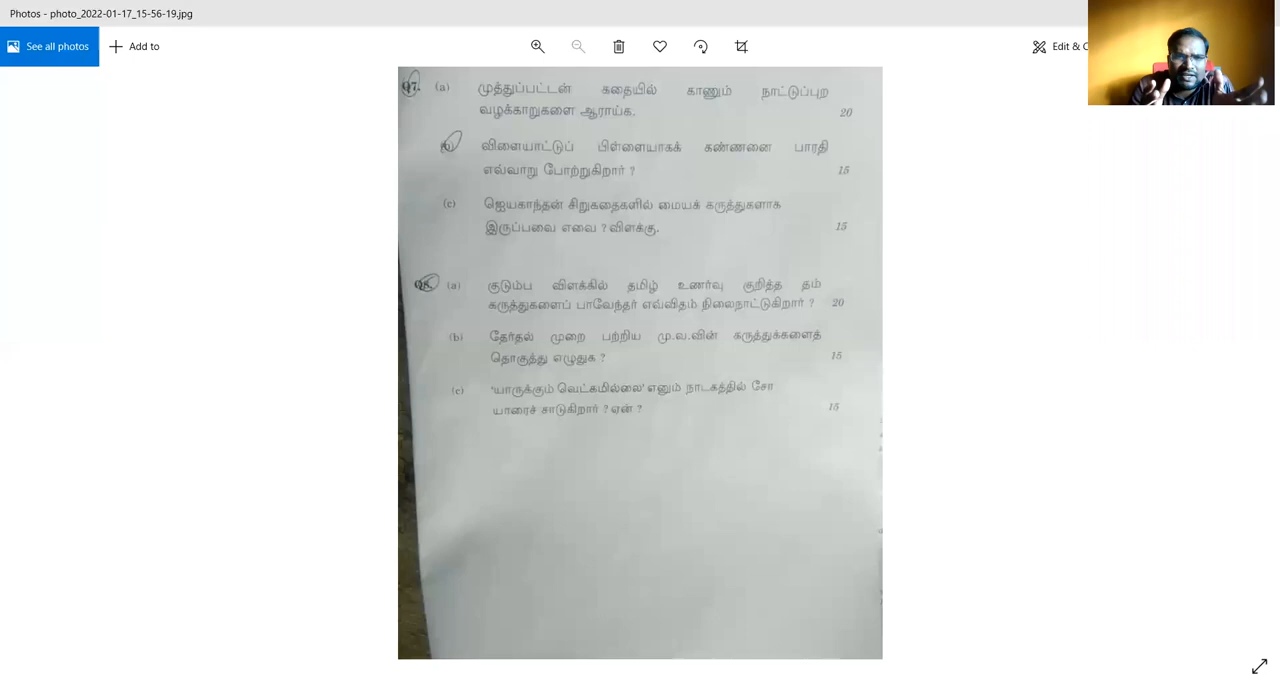 Photos - photo_2022-01-17_15-56-19.jpg
See all photos
Add to
Edit & C
Q7. (a) முத்துப்பட்டன் கதையில் காணும் நாட்டுப்புற
வழக்காறுகளை ஆராய்க. 20
(b) விளையாட்டுப் பிள்ளையாகக் கண்ணனை பாரதி
எவ்வாறு போற்றுகிறார் ? 15
(c) ஜெயகாந்தன் சிறுகதைகளில் மையக் கருத்துகளாக
இருப்பவை எவை ? விளக்கு. 15
Q8. (a) குடும்ப விளக்கில் தமிழ் உணர்வு குறித்த தம்
கருத்துகளைப் பாவேந்தர் எவ்விதம் நிலைநாட்டுகிறார் ? 20
(b) தேர்தல் முறை பற்றிய மு.வ.வின் கருத்துக்களைத்
தொகுத்து எழுதுக ? 15
(c) 'யாருக்கும் வெட்கமில்லை' எனும் நாடகத்தில் சோ
யாரைச் சாடுகிறார் ? ஏன் ? 15